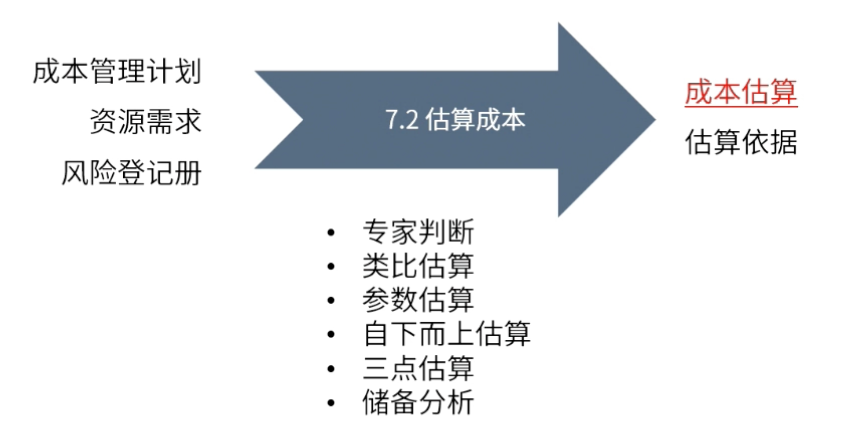 成本管理计划
资源需求
风险登记册
7.2 估算成本
成本估算
估算依据
• 专家判断
• 类比估算
• 参数估算
• 自下而上估算
• 三点估算
• 储备分析